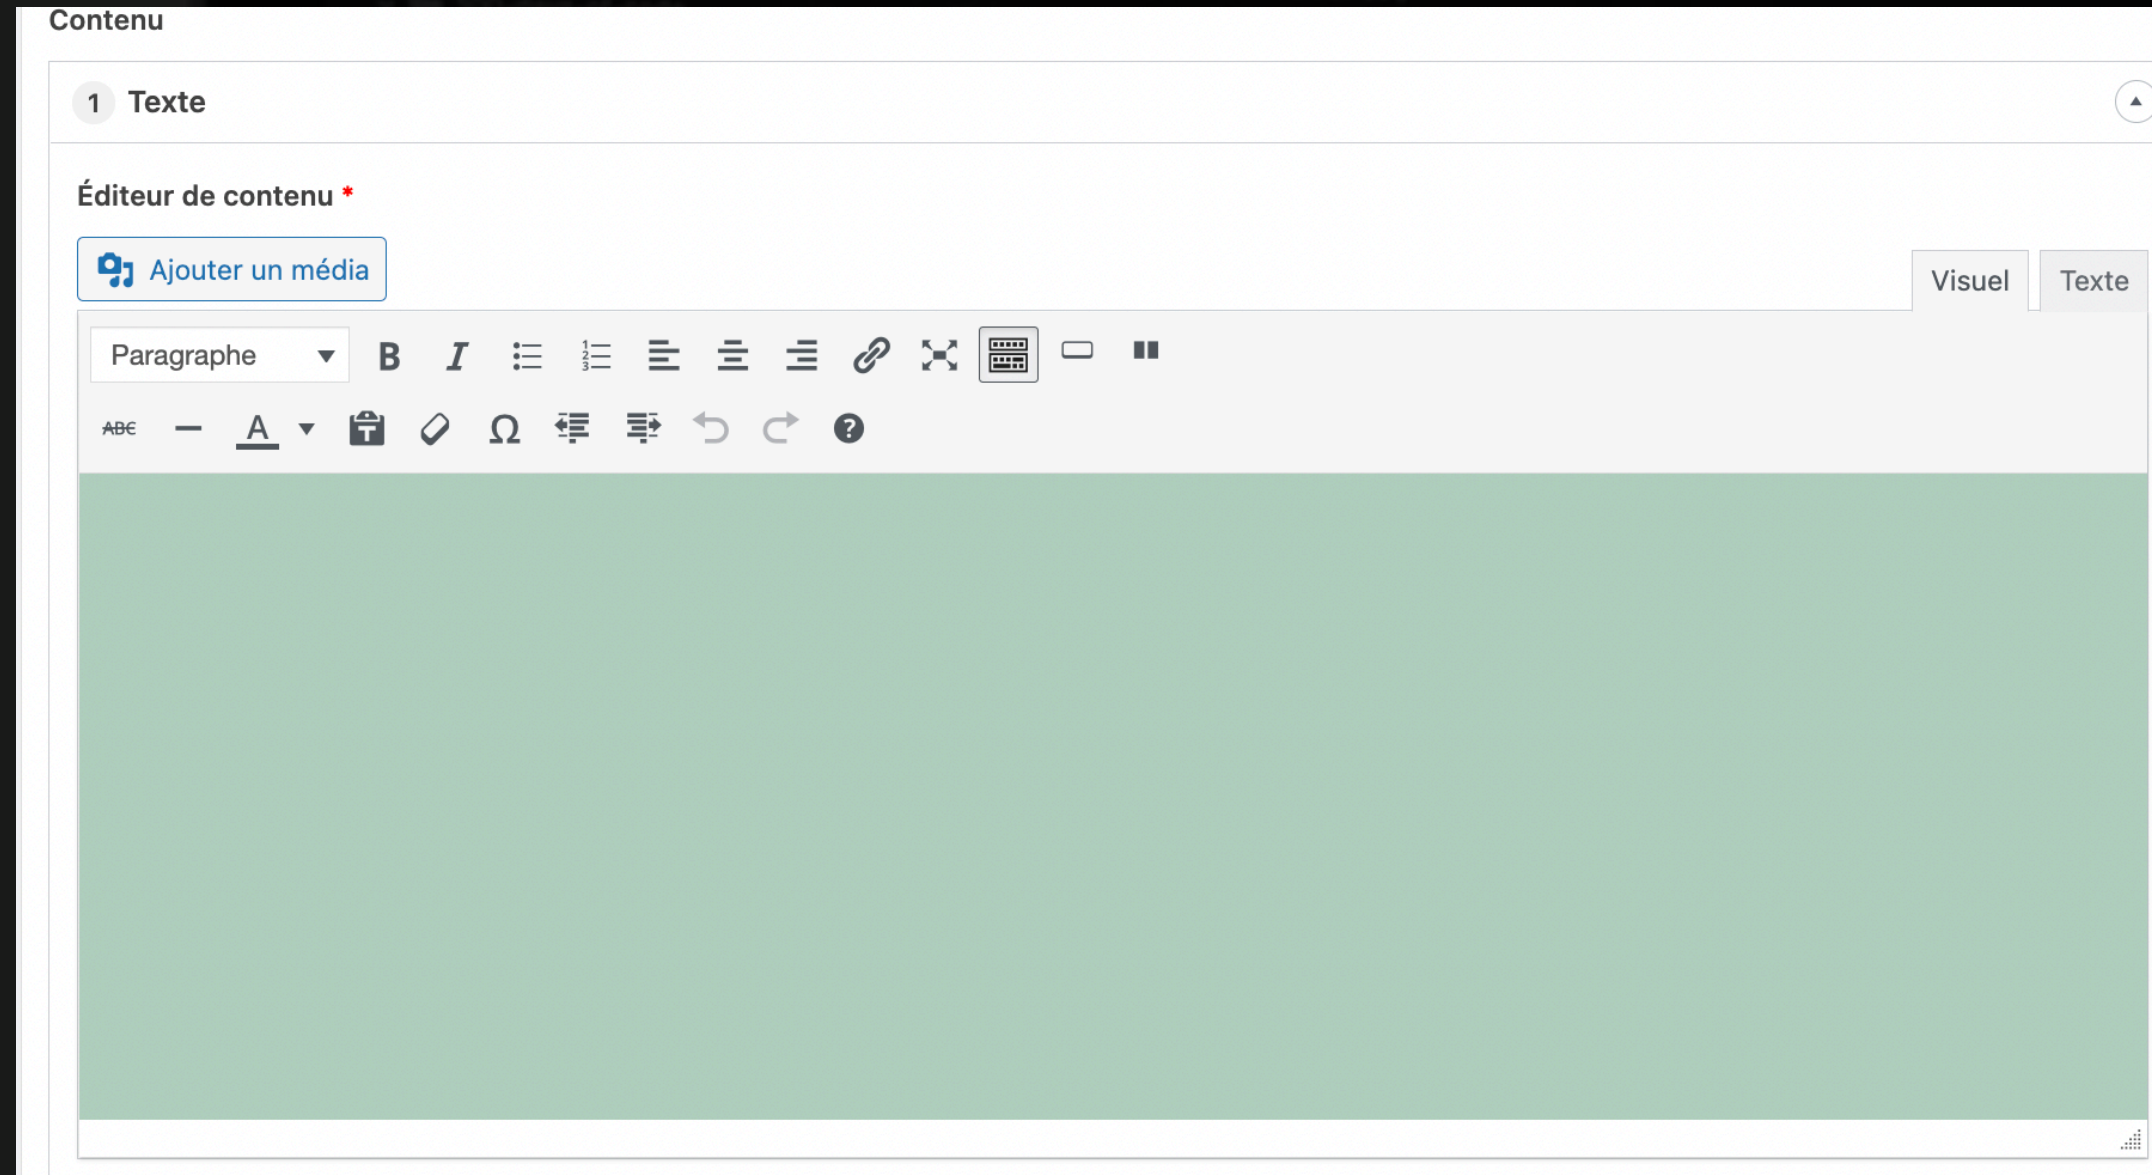 Contenu
1 Texte
Éditeur de contenu *
Ajouter un média
Visuel Texte
Paragraphe B I
ABC A T Ω ?